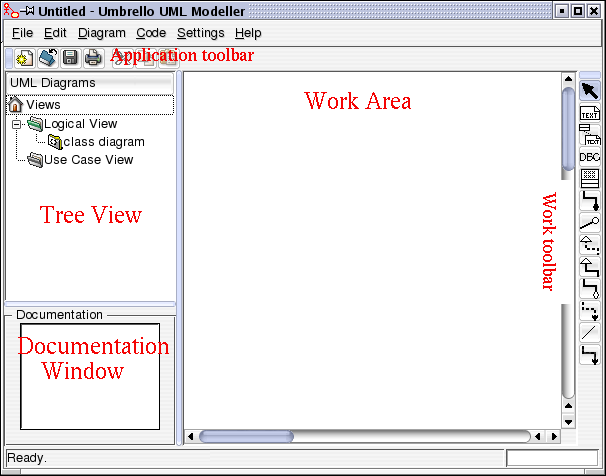 Untitled - Umbrello UML Modeller
File Edit Diagram Code Settings Help
Application toolbar
UML Diagrams
Views
Logical View
class diagram
Use Case View
Tree View
Work Area
TEXT
TEXT
DBC
Work toolbar
Documentation
Documentation
Window
Ready.